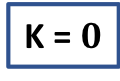 K = 0